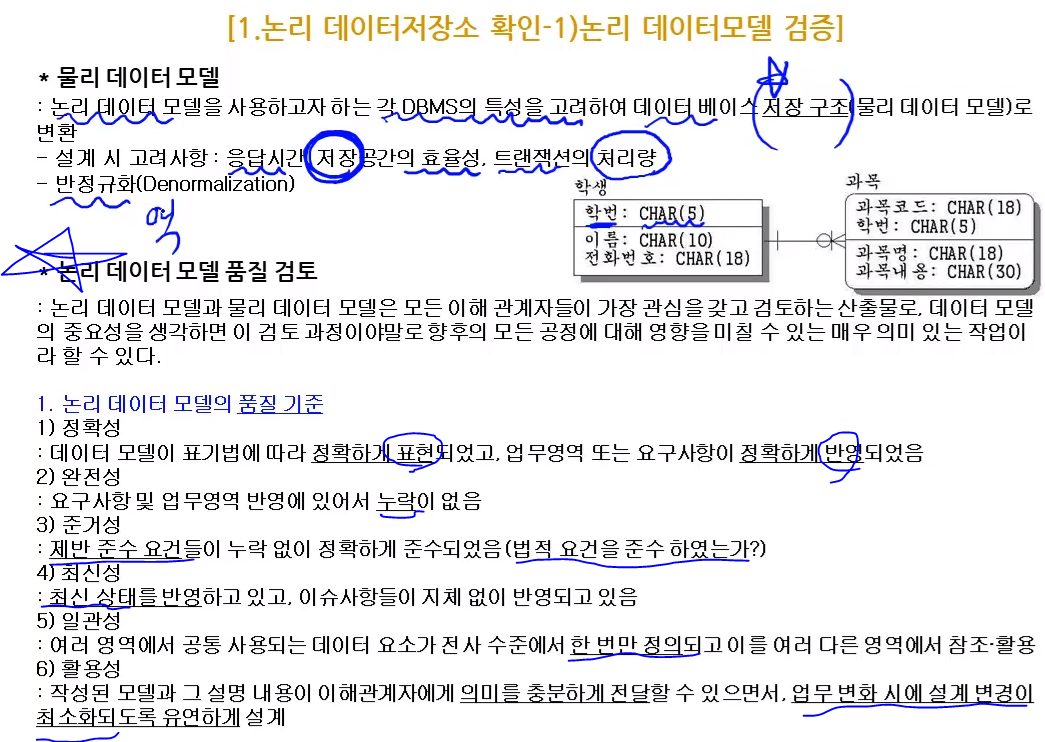 [1.논리 데이터저장소 확인-1)논리 데이터모델 검증]
* 물리 데이터 모델
: 논리 데이터 모델을 사용하고자 하는 각 DBMS의 특성을 고려하여 데이터 베이스 저장 구조(물리 데이터 모델)로
변환
- 설계 시 고려사항 : 응답시간, 저장공간의 효율성, 트랜잭션의 처리량
- 반정규화(Denormalization)
역
학생
학번: CHAR(5)
이름: CHAR(10)
전화번호: CHAR(18)
과목
과목코드: CHAR(18)
학번: CHAR(5)
과목명: CHAR(18)
과목내용: CHAR(30)
* 논리 데이터 모델 품질 검토
: 논리 데이터 모델과 물리 데이터 모델은 모든 이해 관계자들이 가장 관심을 갖고 검토하는 산출물로, 데이터 모델
의 중요성을 생각하면 이 검토 과정이야말로 향후의 모든 공정에 대해 영향을 미칠 수 있는 매우 의미 있는 작업이
라 할 수 있다.
1. 논리 데이터 모델의 품질 기준
1) 정확성
: 데이터 모델이 표기법에 따라 정확하게 표현되었고, 업무영역 또는 요구사항이 정확하게 반영되었음
2) 완전성
: 요구사항 및 업무영역 반영에 있어서 누락이 없음
3) 준거성
: 제반 준수 요건들이 누락 없이 정확하게 준수되었음(법적 요건을 준수 하였는가?)
4) 최신성
: 최신 상태를 반영하고 있고, 이슈사항들이 지체 없이 반영되고 있음
5) 일관성
: 여러 영역에서 공통 사용되는 데이터 요소가 전사 수준에서 한 번만 정의되고 이를 여러 다른 영역에서 참조·활용
6) 활용성
: 작성된 모델과 그 설명 내용이 이해관계자에게 의미를 충분하게 전달할 수 있으면서, 업무 변화 시에 설계 변경이
최소화되도록 유연하게 설계